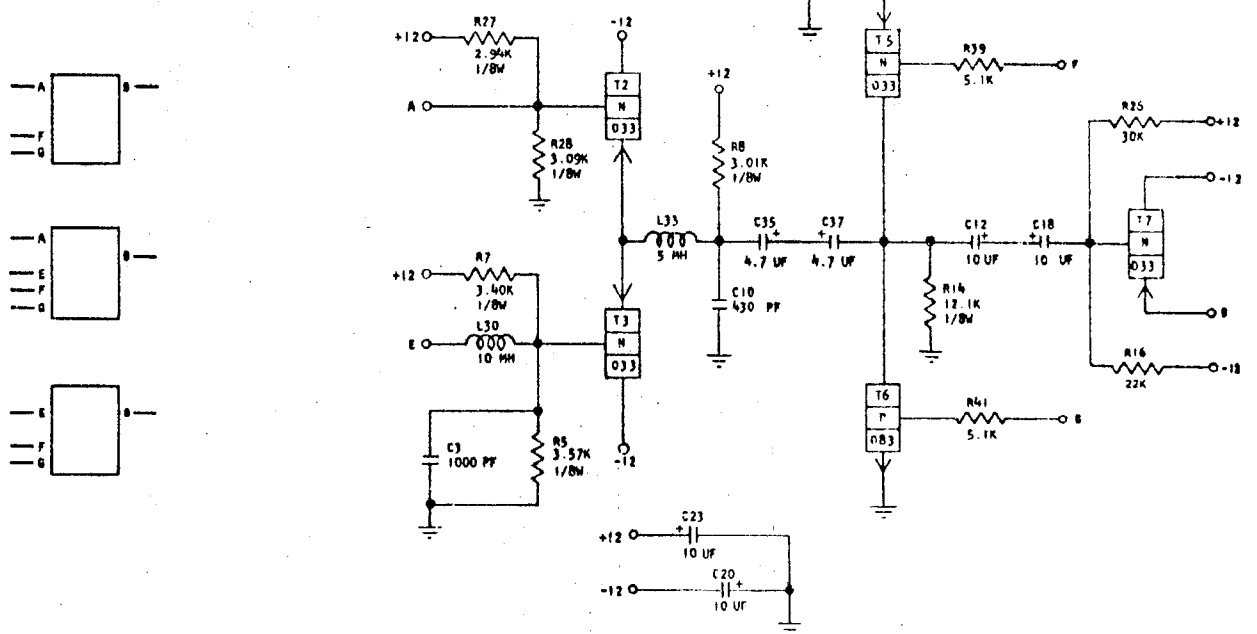 A
B
F
G
A
E
F
G
B
E
F
G
B
R27
+12
2.94K
1/8W
A
R28
3.09K
1/8W
-12
T2
N
033
+12
R8
3.01K
1/8W
L33
5 MH
C10
430 PF
C35
+
4.7 UF
C37
+
4.7 UF
R7
+12
3.40K
1/8W
L30
E
10 MH
T3
N
033
-12
C3
1000 PF
R5
3.57K
1/8W
T5
N
033
R39
5.1K
F
R25
30K
+12
-12
T7
N
033
B
C12
+
10 UF
C18
+
10 UF
R14
12.1K
1/8W
R16
22K
-12
T6
P
083
R41
5.1K
G
C23
+12
+
10 UF
C20
-12
+
10 UF